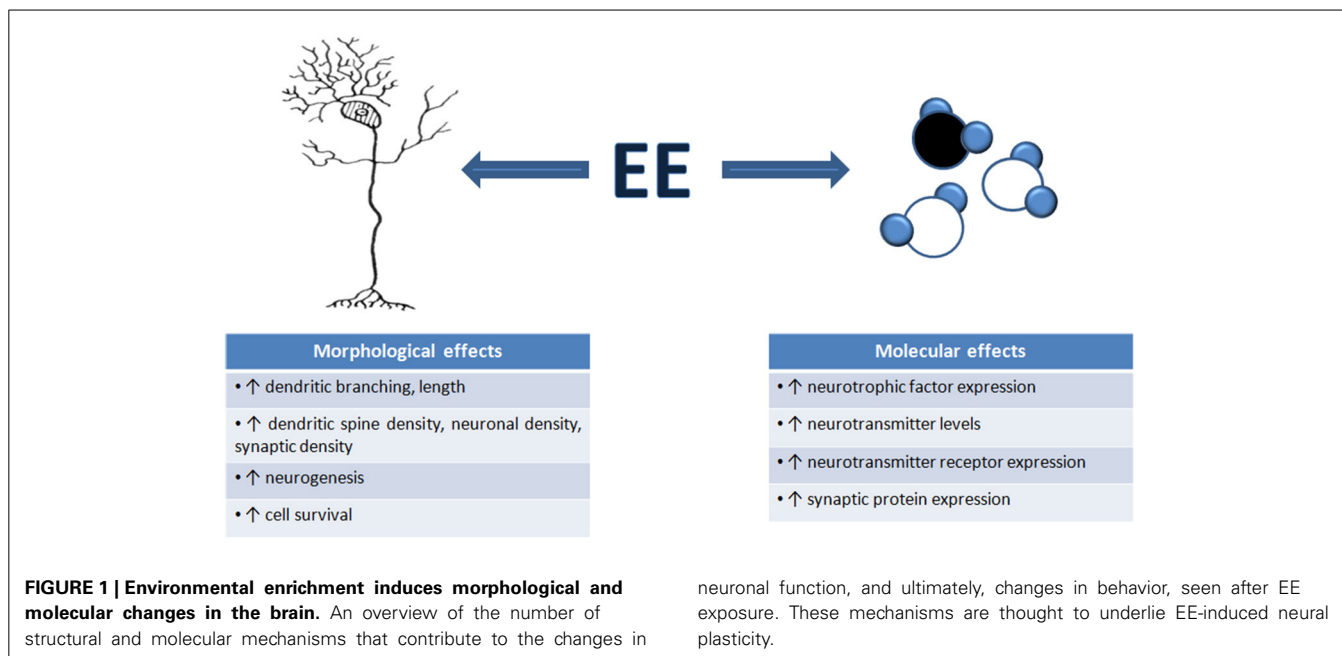 EE
Morphological effects
• ↑ dendritic branching, length
• ↑ dendritic spine density, neuronal density,
synaptic density
• ↑ neurogenesis
• ↑ cell survival
Molecular effects
• ↑ neurotrophic factor expression
• ↑ neurotransmitter levels
• ↑ neurotransmitter receptor expression
• ↑ synaptic protein expression
FIGURE 1 | Environmental enrichment induces morphological and
molecular changes in the brain. An overview of the number of
structural and molecular mechanisms that contribute to the changes in
neuronal function, and ultimately, changes in behavior, seen after EE
exposure. These mechanisms are thought to underlie EE-induced neural
plasticity.